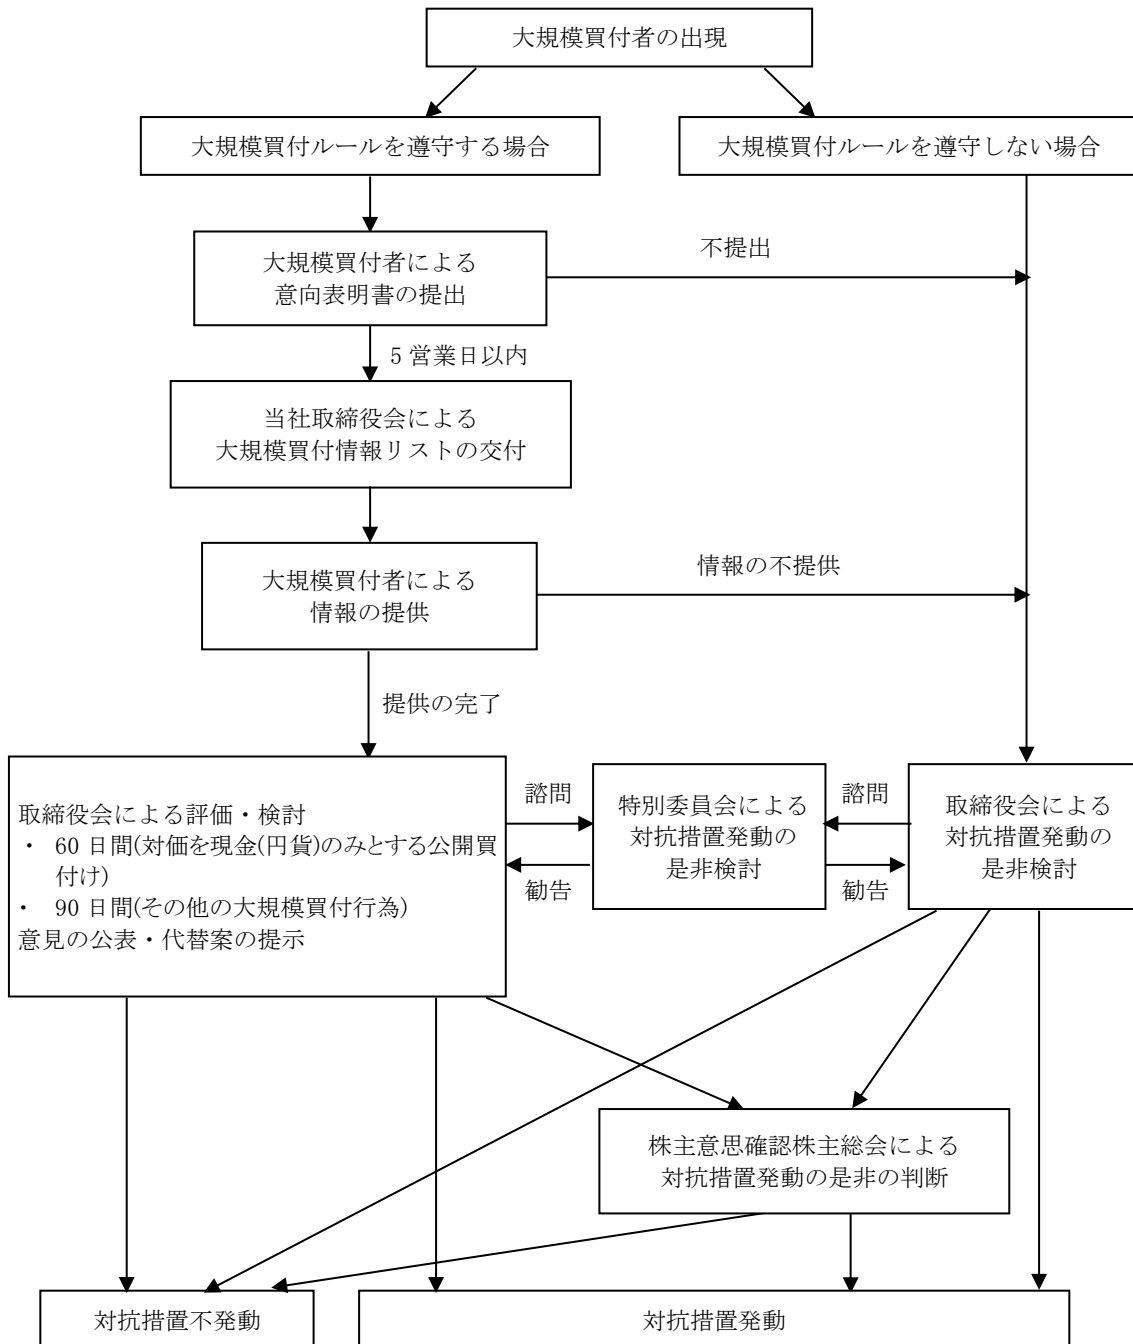 大規模買付者の出現
大規模買付ルールを遵守する場合
大規模買付ルールを遵守しない場合
大規模買付者による
意向表明書の提出
不提出
5 営業日以内
当社取締役会による
大規模買付情報リストの交付
大規模買付者による
情報の提供
情報の不提供
提供の完了
取締役会による評価・検討
・ 60 日間(対価を現金(円貨)のみとする公開買
付け)
・ 90 日間(その他の大規模買付行為)
意見の公表・代替案の提示
諮問
勧告
特別委員会による
対抗措置発動の
是非検討
諮問
勧告
取締役会による
対抗措置発動の
是非検討
株主意思確認株主総会による
対抗措置発動の是非の判断
対抗措置不発動
対抗措置発動